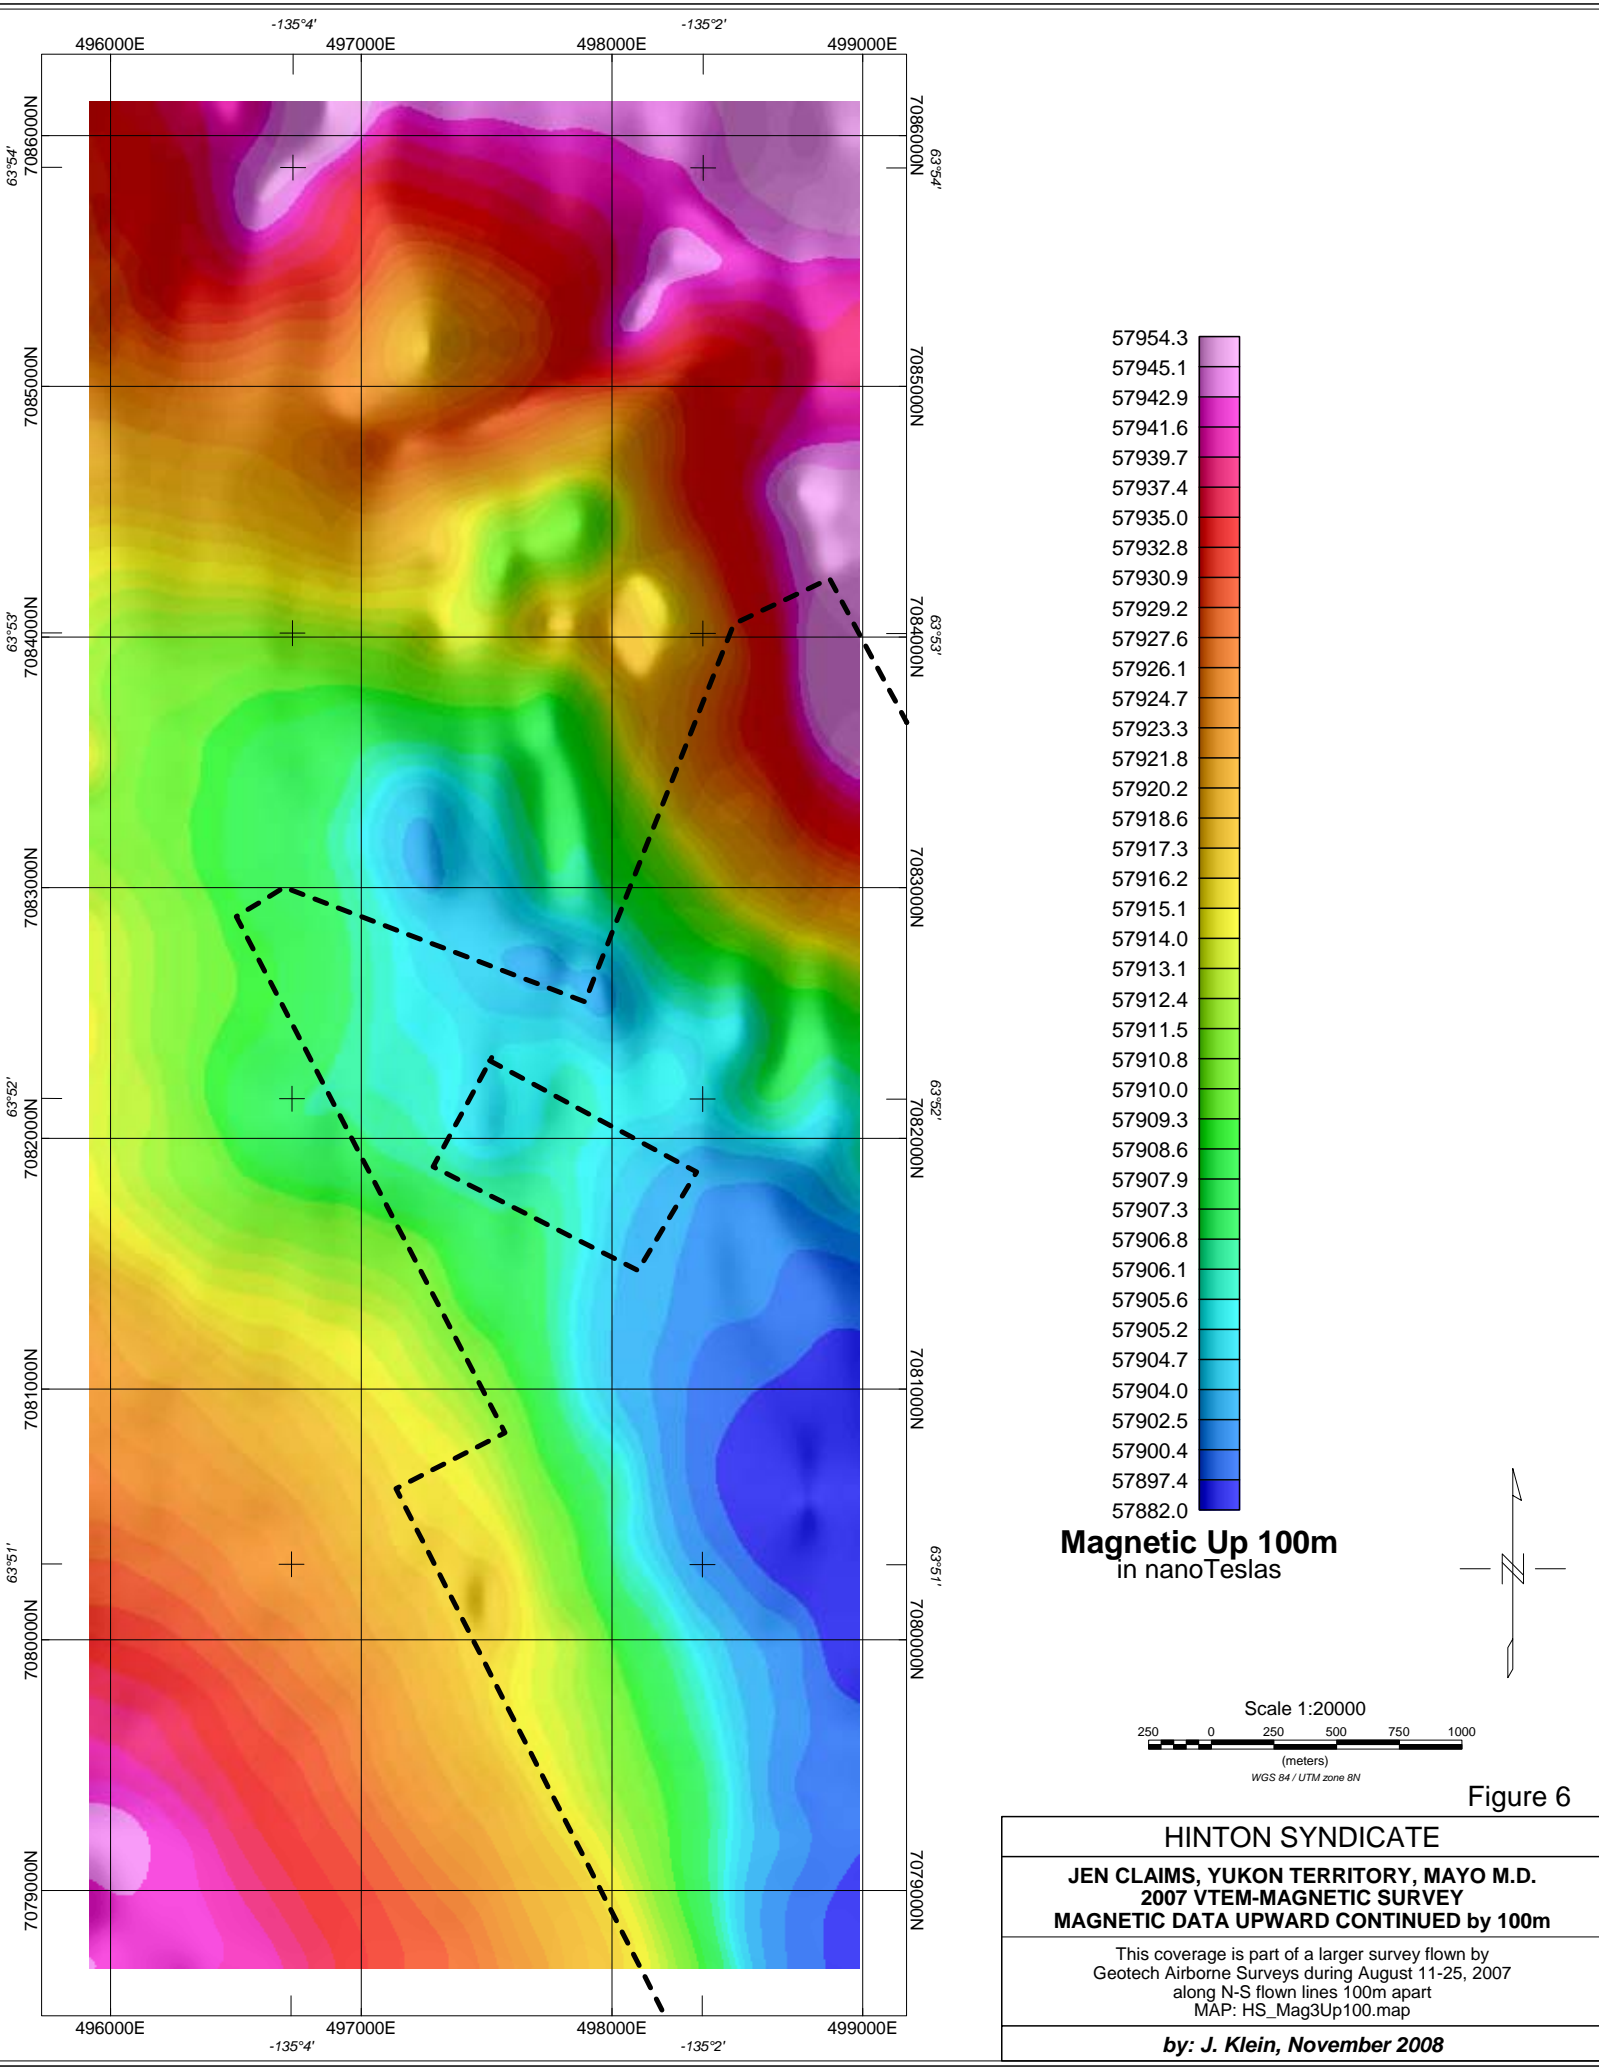 -135°4'
-135°2'
496000E
497000E
498000E
499000E
7086000N
7086000N
63°54'
63°54'
7085000N
7085000N
7084000N
7084000N
63°53'
63°53'
7083000N
7083000N
7082000N
7082000N
63°52'
63°52'
7081000N
7081000N
7080000N
7080000N
63°51'
63°51'
7079000N
7079000N
496000E
497000E
498000E
499000E
-135°4'
-135°2'
57954.3
57945.1
57942.9
57941.6
57939.7
57937.4
57935.0
57932.8
57930.9
57929.2
57927.6
57926.1
57924.7
57923.3
57921.8
57920.2
57918.6
57917.3
57916.2
57915.1
57914.0
57913.1
57912.4
57911.5
57910.8
57910.0
57909.3
57908.6
57907.9
57907.3
57906.8
57906.1
57905.6
57905.2
57904.7
57904.0
57902.5
57900.4
57897.4
57882.0
Magnetic Up 100m
in nanoTeslas
N
Scale 1:20000
250 0 250 500 750 1000
(meters)
WGS 84 / UTM zone 8N
Figure 6
HINTON SYNDICATE
JEN CLAIMS, YUKON TERRITORY, MAYO M.D.
2007 VTEM-MAGNETIC SURVEY
MAGNETIC DATA UPWARD CONTINUED by 100m
This coverage is part of a larger survey flown by
Geotech Airborne Surveys during August 11-25, 2007
along N-S flown lines 100m apart
MAP: HS_Mag3Up100.map
by: J. Klein, November 2008